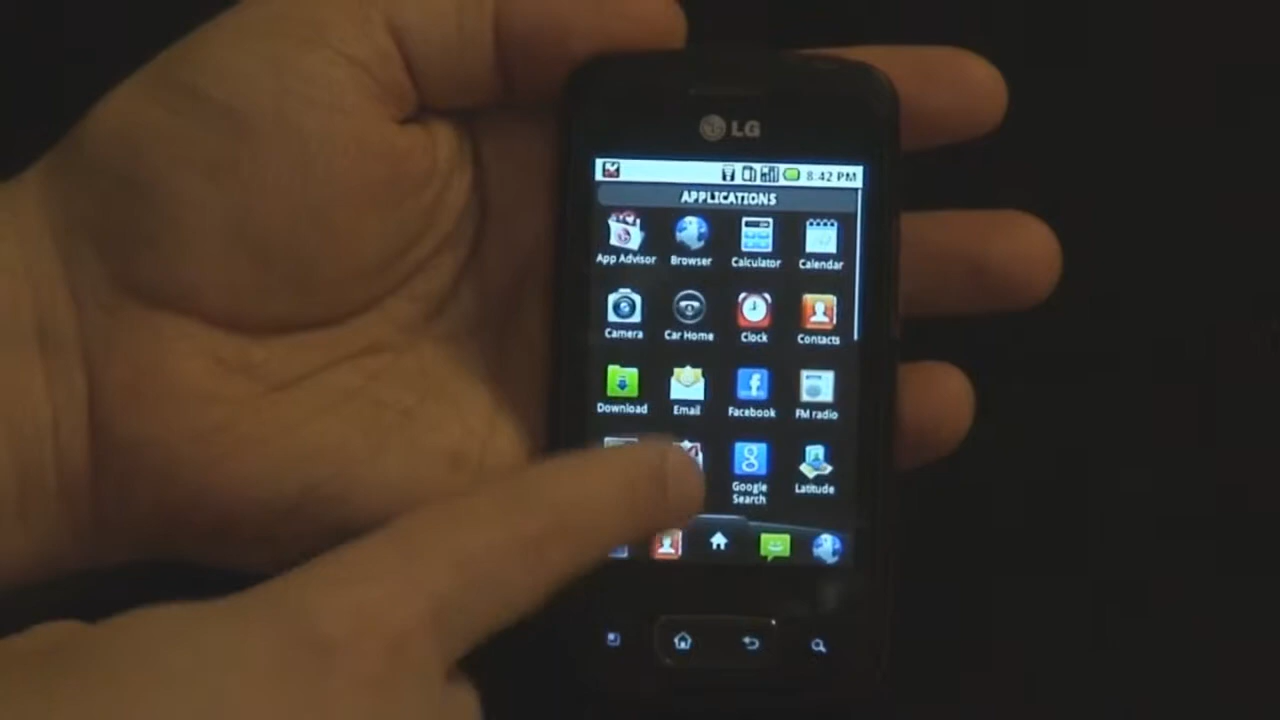 LG
8:42 PM
APPLICATIONS
App Advisor Browser Calculator Calendar
Camera Car Home Clock Contacts
Download Email Facebook FM radio
Google Search Latitude